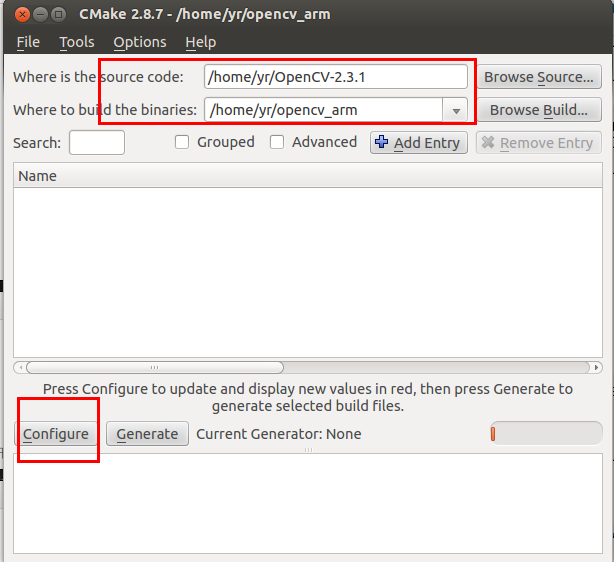 CMake 2.8.7 - /home/yr/opencv_arm
File Tools Options Help
Where is the source code: /home/yr/OpenCV-2.3.1 Browse Source...
Where to build the binaries: /home/yr/opencv_arm Browse Build...
Search: Grouped Advanced Add Entry Remove Entry
Name
Press Configure to update and display new values in red, then press Generate to
generate selected build files.
Configure Generate Current Generator: None